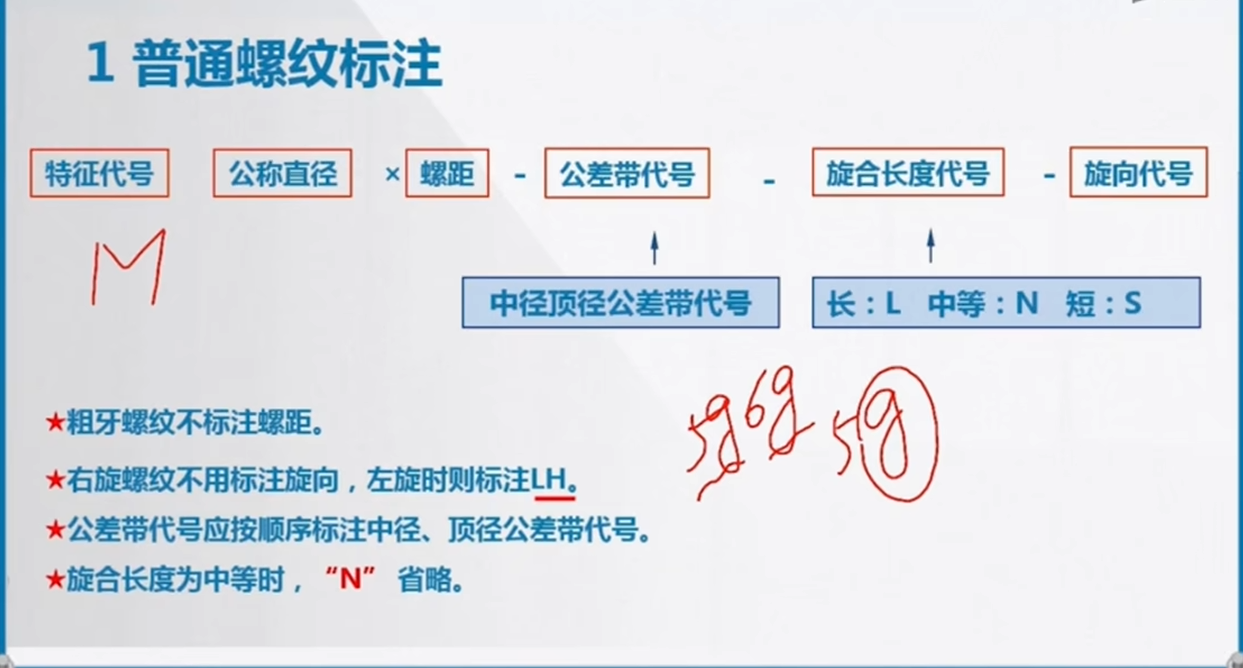 1 普通螺纹标注
特征代号 公称直径 × 螺距 - 公差带代号 - 旋合长度代号 - 旋向代号
M
中径顶径公差带代号 长：L 中等：N 短：S
5g6g 5g
★粗牙螺纹不标注螺距。
★右旋螺纹不用标注旋向，左旋时则标注LH。
★公差带代号应按顺序标注中径、顶径公差带代号。
★旋合长度为中等时，“N” 省略。